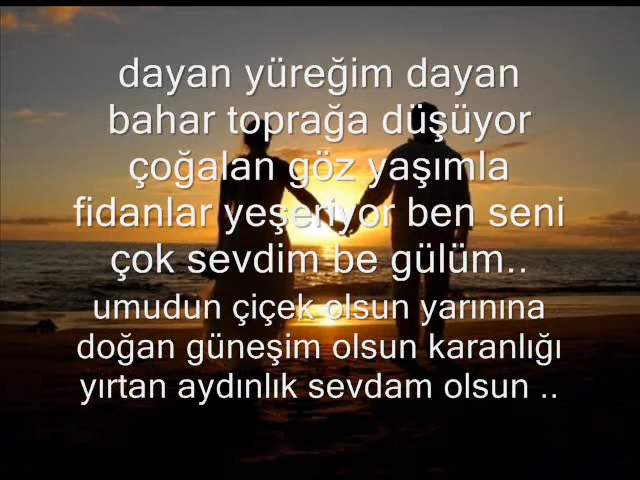 dayan yüreğim dayan
bahar toprağa düşüyor
çoğalan göz yaşımla
fidanlar yeşeriyor ben seni
çok sevdim be gülüm..
umudun çiçek olsun yarınına
doğan güneşim olsun karanlığı
yırtan aydınlık sevdam olsun ..